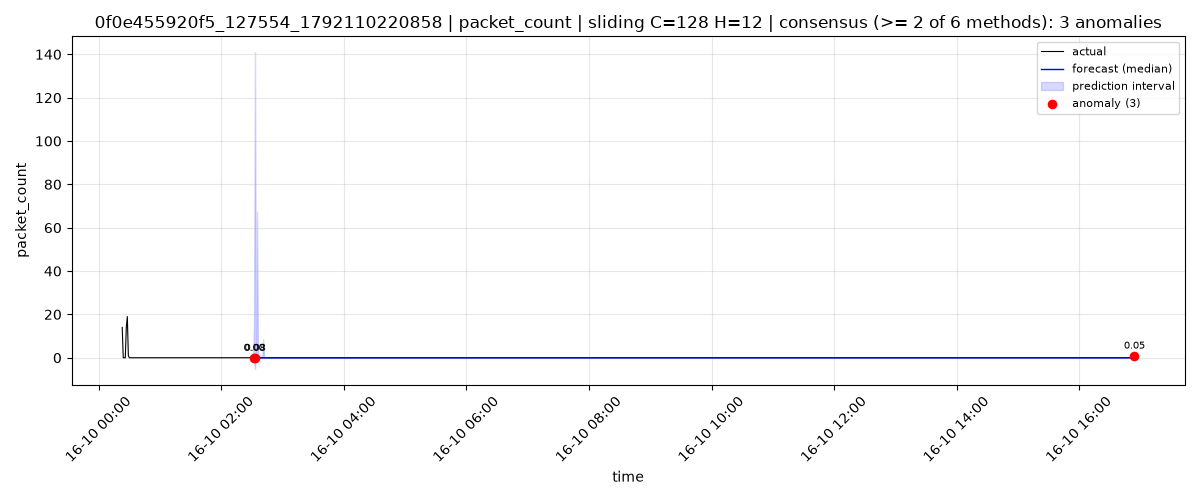 0f0e455920f5_127554_1792110220858 | packet_count | sliding C=128 H=12 | consensus (>= 2 of 6 methods): 3 anomalies
actual
forecast (median)
prediction interval
anomaly (3)
packet_count
140
120
100
80
60
40
20
0
0.05
16-10 00:00
16-10 02:00
16-10 04:00
16-10 06:00
16-10 08:00
16-10 10:00
16-10 12:00
16-10 14:00
16-10 16:00
time